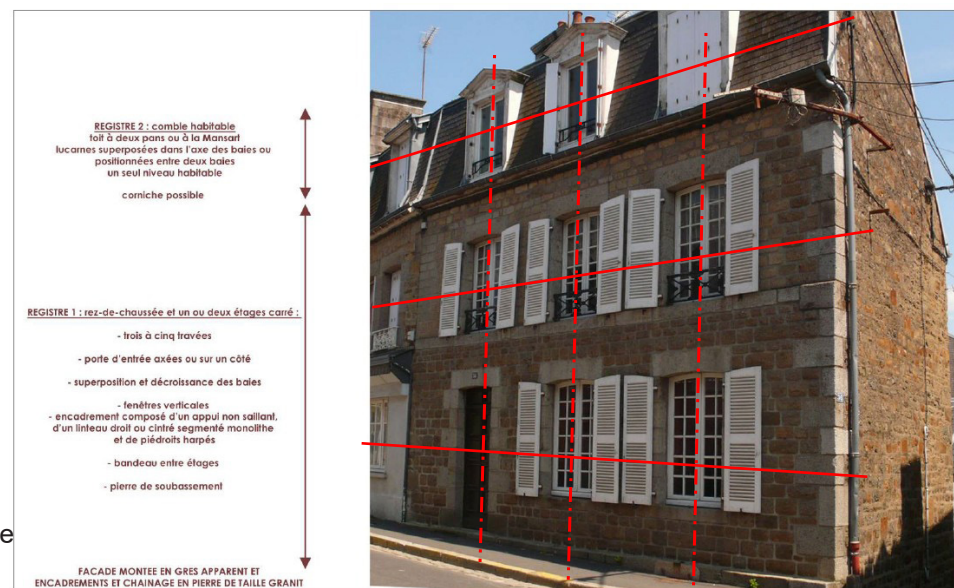 REGISTRE 2 : comble habitable
toit à deux pans ou à la Mansart
lucarnes superposées dans l'axe des baies ou
positionnées entre deux baies
un seul niveau habitable
corniche possible
REGISTRE 1 : rez-de-chaussée et un ou deux étages carré :
- trois à cinq travées
- porte d'entrée axées ou sur un côté
- superposition et décroissance des baies
- fenêtres verticales
- encadrement composé d'un appui non saillant,
d'un linteau droit ou cintré segmenté monolithe
et de piédroits harpés
- bandeau entre étages
- pierre de soubassement
e
FACADE MONTEE EN GRES APPARENT ET
ENCADREMENTS ET CHAINAGE EN PIERRE DE TAILLE GRANIT